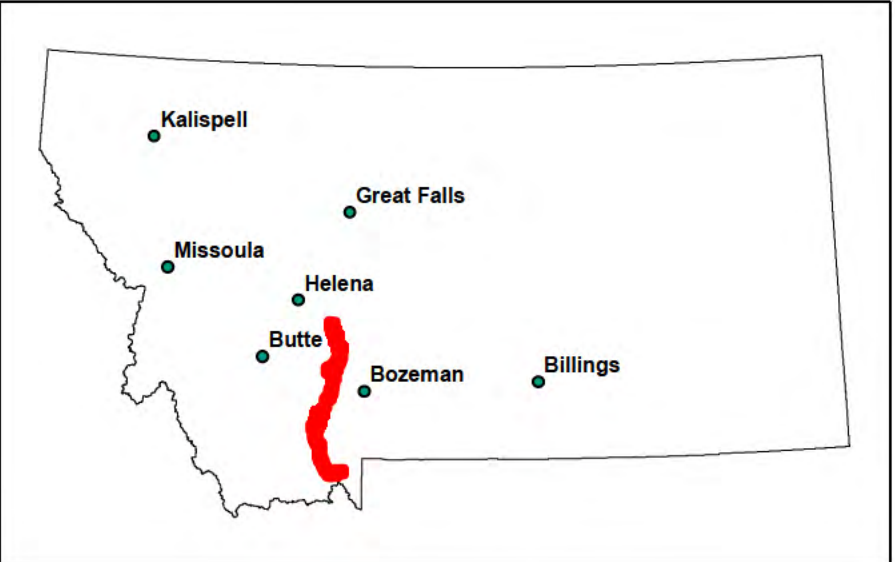 Kalispell
Great Falls
Missoula
Helena
Butte
Bozeman
Billings